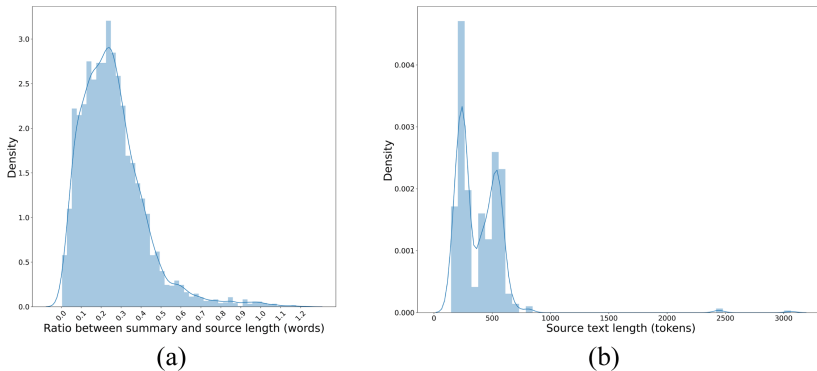 3.0
2.5
2.0
1.5
1.0
0.5
0.0
Density
0.0 0.1 0.2 0.3 0.4 0.5 0.6 0.7 0.8 0.9 1.0 1.1 1.2
Ratio between summary and source length (words)
(a)
0.004
0.003
0.002
0.001
0.000
Density
0 500 1000 1500 2000 2500 3000
Source text length (tokens)
(b)